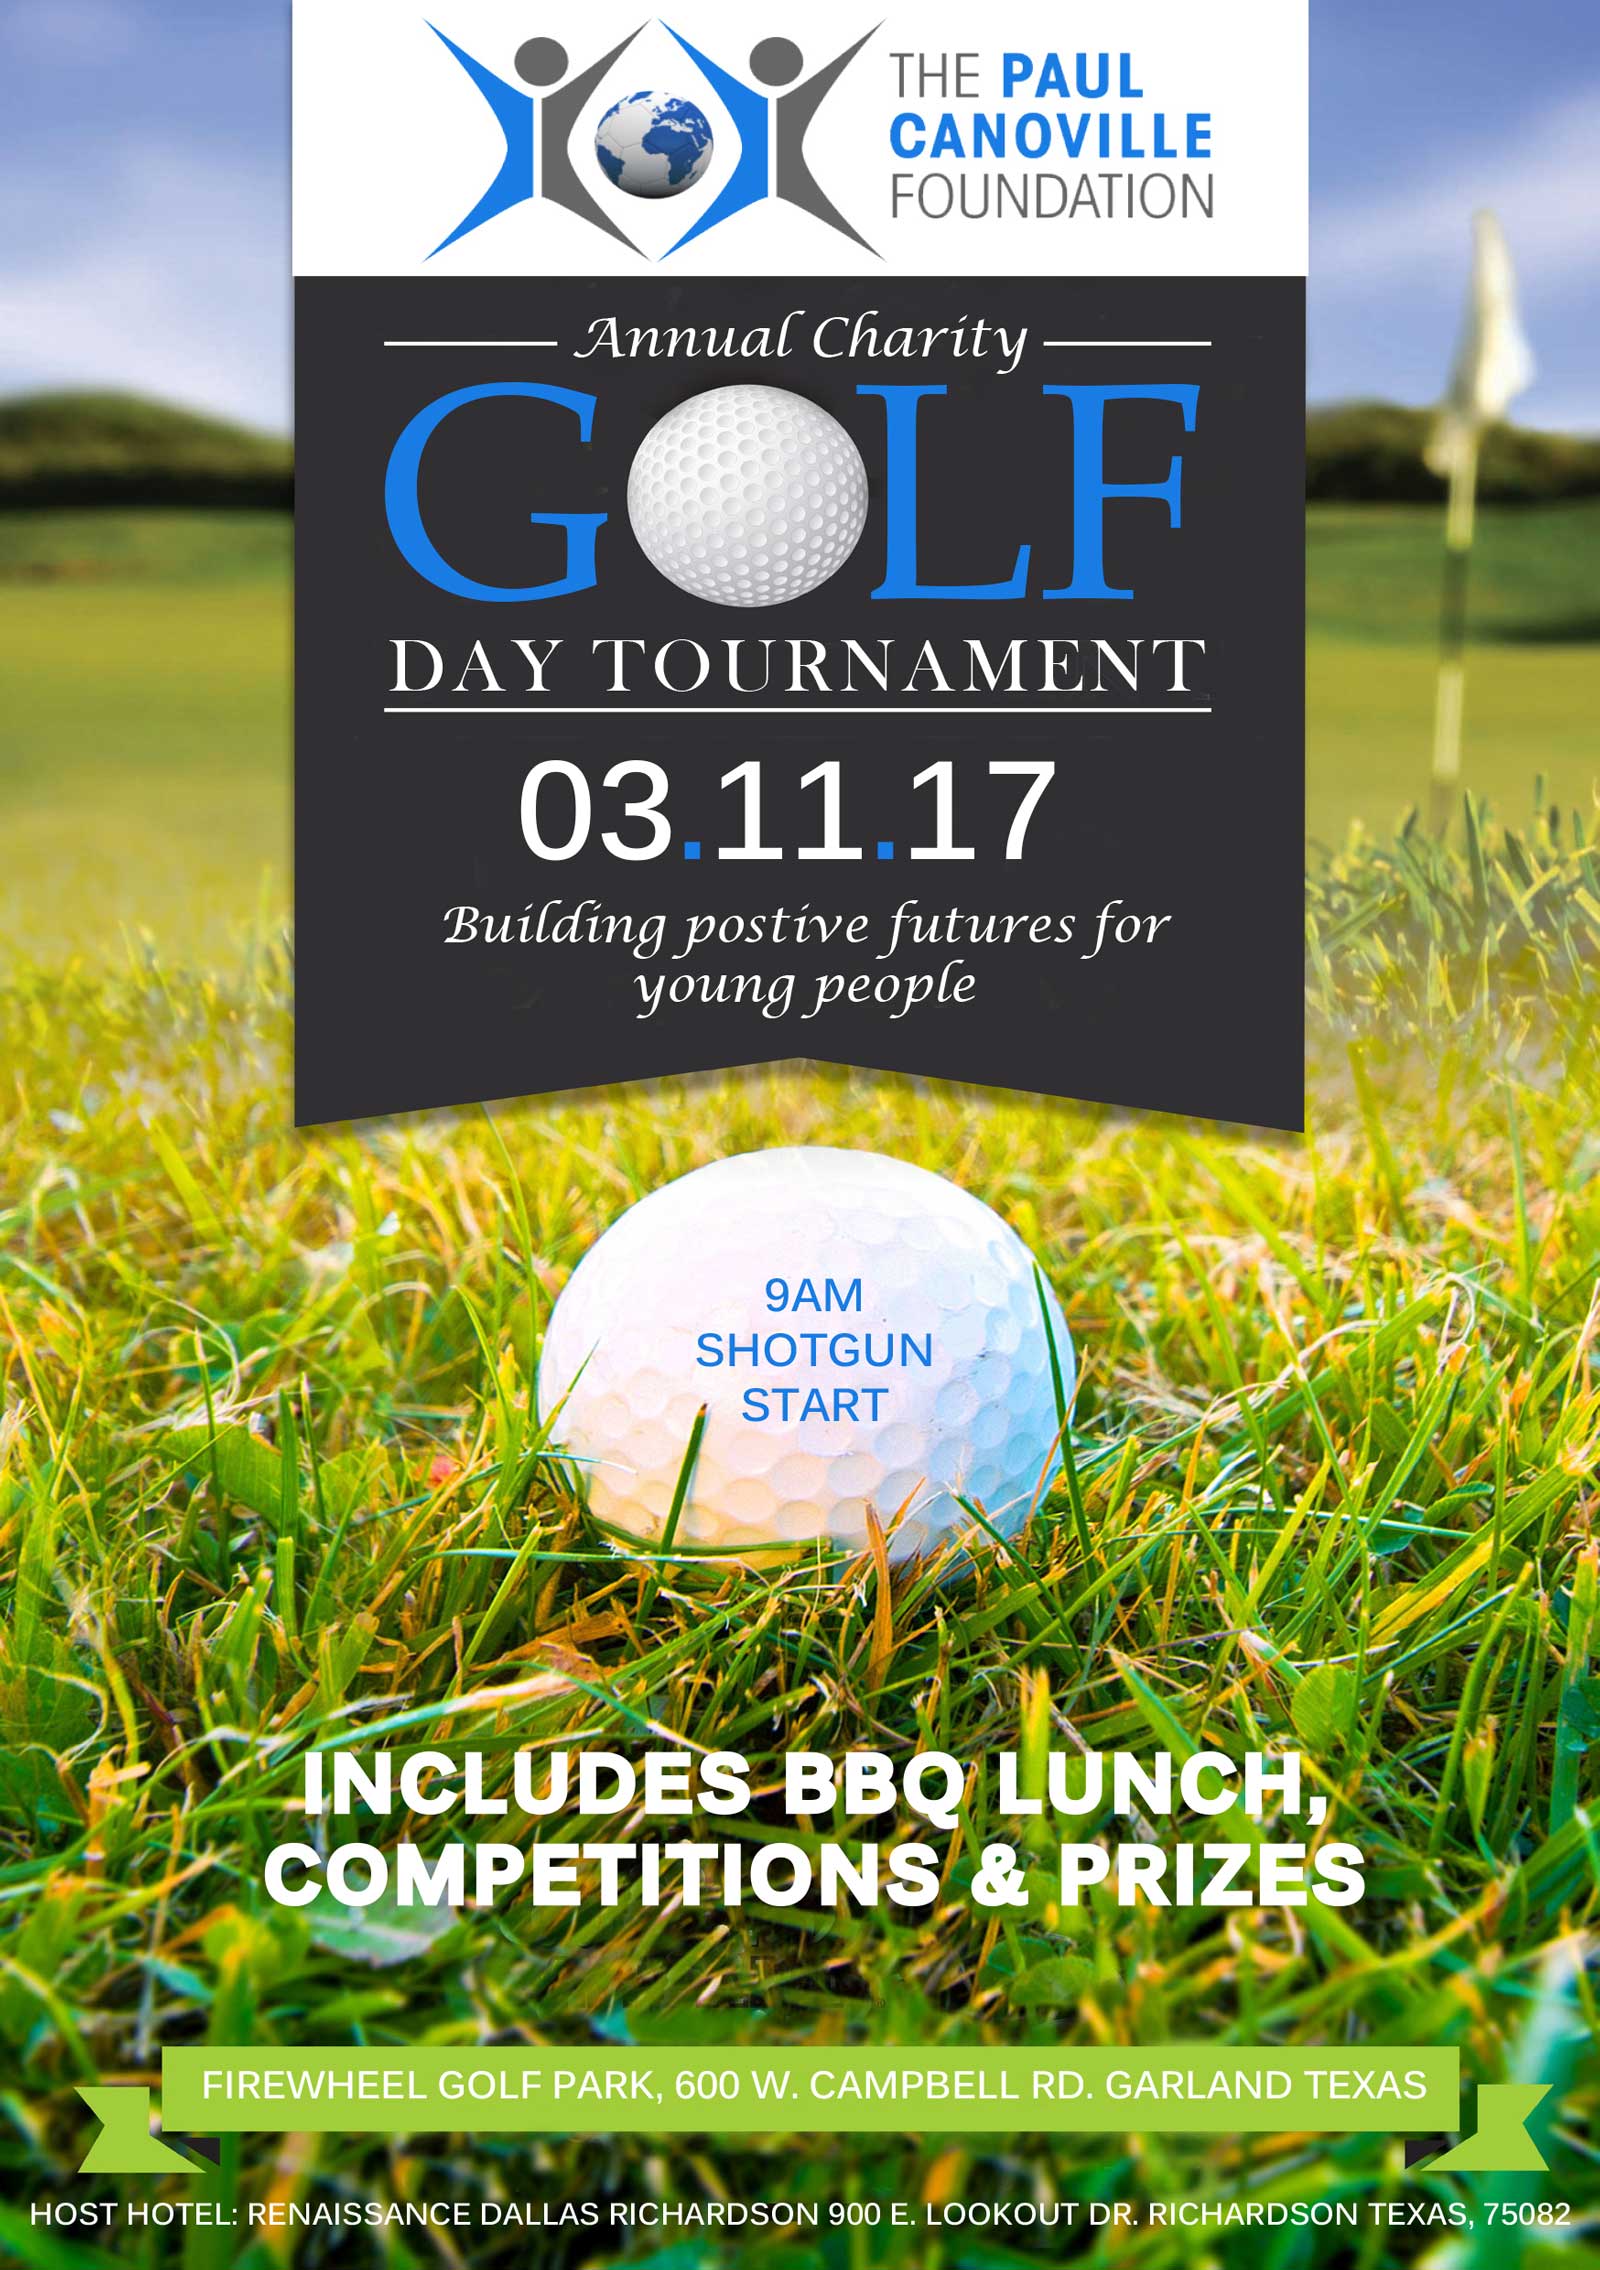 THE PAUL
CANOVILLE
FOUNDATION
Annual Charity
GOLF
DAY TOURNAMENT
03.11.17
Building postive futures for
young people
9AM
SHOTGUN
START
INCLUDES BBQ LUNCH,
COMPETITIONS & PRIZES
FIREWHEEL GOLF PARK, 600 W. CAMPBELL RD. GARLAND TEXAS
HOST HOTEL: RENAISSANCE DALLAS RICHARDSON 900 E. LOOKOUT DR. RICHARDSON TEXAS, 75082